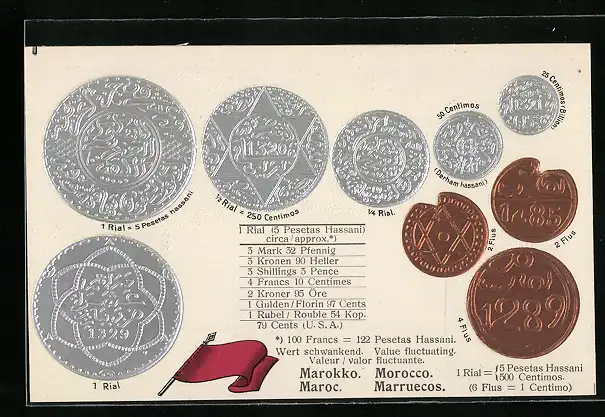 25 Centimos (Billion)
50 Centimos
(Derham hassani.)
1 Rial = 5 Pesetas hassani
½ Rial = 250 Centimos
¼ Rial.
1320
1321
2 Flus
2 Flus
4 Flus
1289
1329
1 Rial
1 Rial (5 Pesetas Hassani)
circa/approx.*)
3 Mark 32 Pfennig
3 Kronen 90 Heller
3 Shillings 3 Pence
4 Francs 10 Centimes
2 Kroner 95 Öre
1 Gulden/Florin 97 Cents
1 Rubel/Rouble 54 Kop.
79 Cents (U.S.A.)
*) 100 Francs = 122 Pesetas Hassani.
Wert schwankend. Value fluctuating.
Valeur/valor fluctuante.
Marokko. Morocco.
Maroc. Marruecos.
1 Rial = 5 Pesetas Hassani
500 Centimos.
(6 Flus = 1 Centimo)